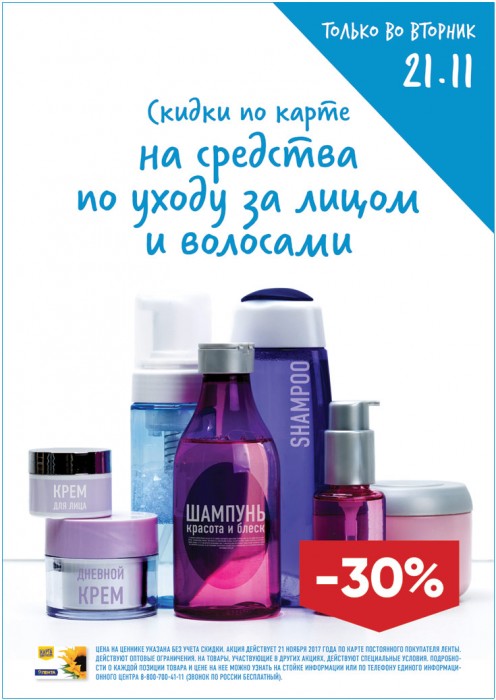 ТОЛЬКО ВО ВТОРНИК
21.11
Скидки по карте
на средства
по уходу за лицом
и волосами
SHAMPOO
КРЕМ
ДЛЯ ЛИЦА
ШАМПУНЬ
красота и блеск
ДНЕВНОЙ
КРЕМ
-30%
ЦЕНА НА ЦЕННИКЕ УКАЗАНА БЕЗ УЧЕТА СКИДКИ. АКЦИЯ ДЕЙСТВУЕТ 21 НОЯБРЯ 2017 ГОДА ПО КАРТЕ ПОСТОЯННОГО ПОКУПАТЕЛЯ ЛЕНТЫ.
ДЕЙСТВУЮТ ОПТОВЫЕ ОГРАНИЧЕНИЯ. НА ТОВАРЫ, УЧАСТВУЮЩИЕ В ДРУГИХ АКЦИЯХ, ДЕЙСТВУЮТ СПЕЦИАЛЬНЫЕ УСЛОВИЯ. ПОДРОБНО-
СТИ О КАЖДОЙ ПОЗИЦИИ ТОВАРА И ЦЕНЕ НА НЕЕ МОЖНО УЗНАТЬ НА СТОЙКЕ ИНФОРМАЦИИ ИЛИ ПО ТЕЛЕФОНУ ЕДИНОГО ИНФОРМАЦИ-
ОННОГО ЦЕНТРА 8-800-700-41-11 (ЗВОНОК ПО РОССИИ БЕСПЛАТНЫЙ).